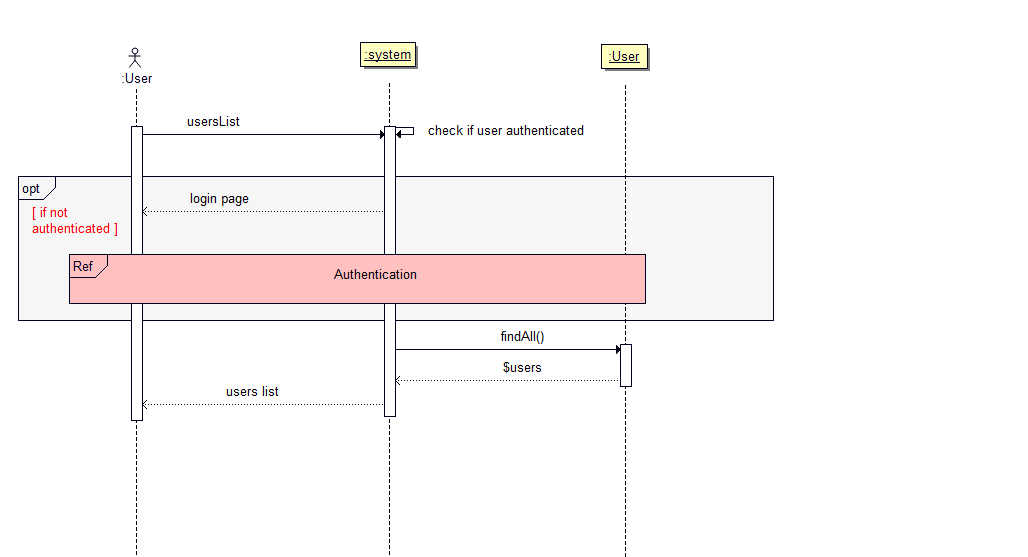 :system
:User
:User
usersList
check if user authenticated
opt
login page
[ if not
authenticated ]
Ref
Authentication
findAll()
$users
users list